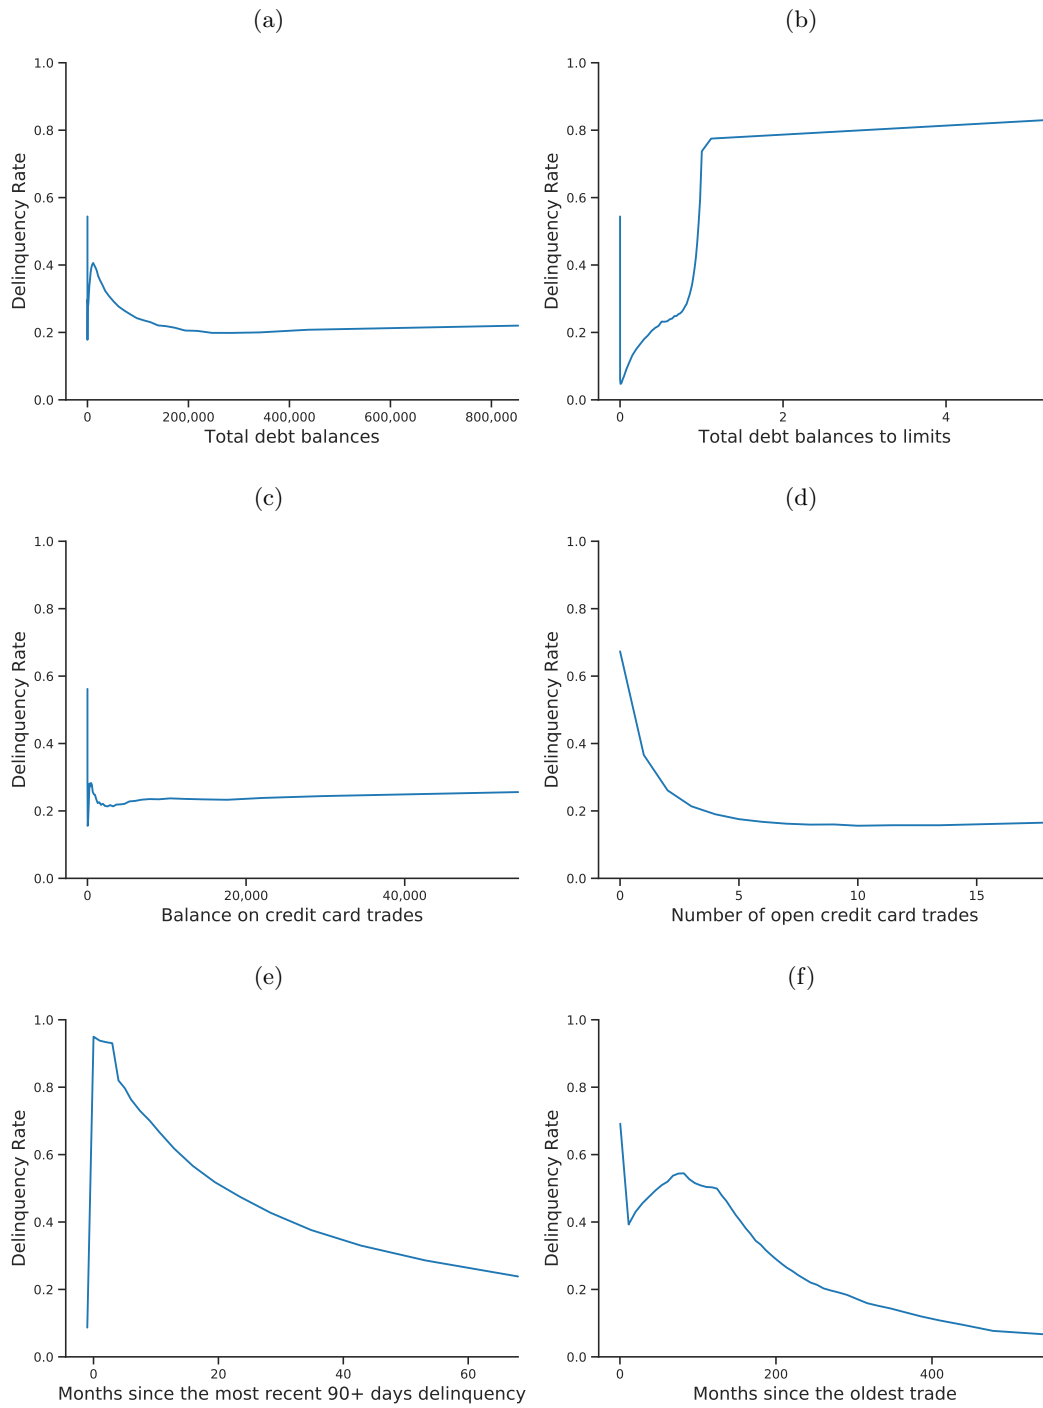 (a)
1.0
0.8
0.6
0.4
0.2
0.0
Delinquency Rate
0 200,000 400,000 600,000 800,000
Total debt balances
(b)
1.0
0.8
0.6
0.4
0.2
0.0
Delinquency Rate
0 2 4
Total debt balances to limits
(c)
1.0
0.8
0.6
0.4
0.2
0.0
Delinquency Rate
0 20,000 40,000
Balance on credit card trades
(d)
1.0
0.8
0.6
0.4
0.2
0.0
Delinquency Rate
0 5 10 15
Number of open credit card trades
(e)
1.0
0.8
0.6
0.4
0.2
0.0
Delinquency Rate
0 20 40 60
Months since the most recent 90+ days delinquency
(f)
1.0
0.8
0.6
0.4
0.2
0.0
Delinquency Rate
0 200 400
Months since the oldest trade